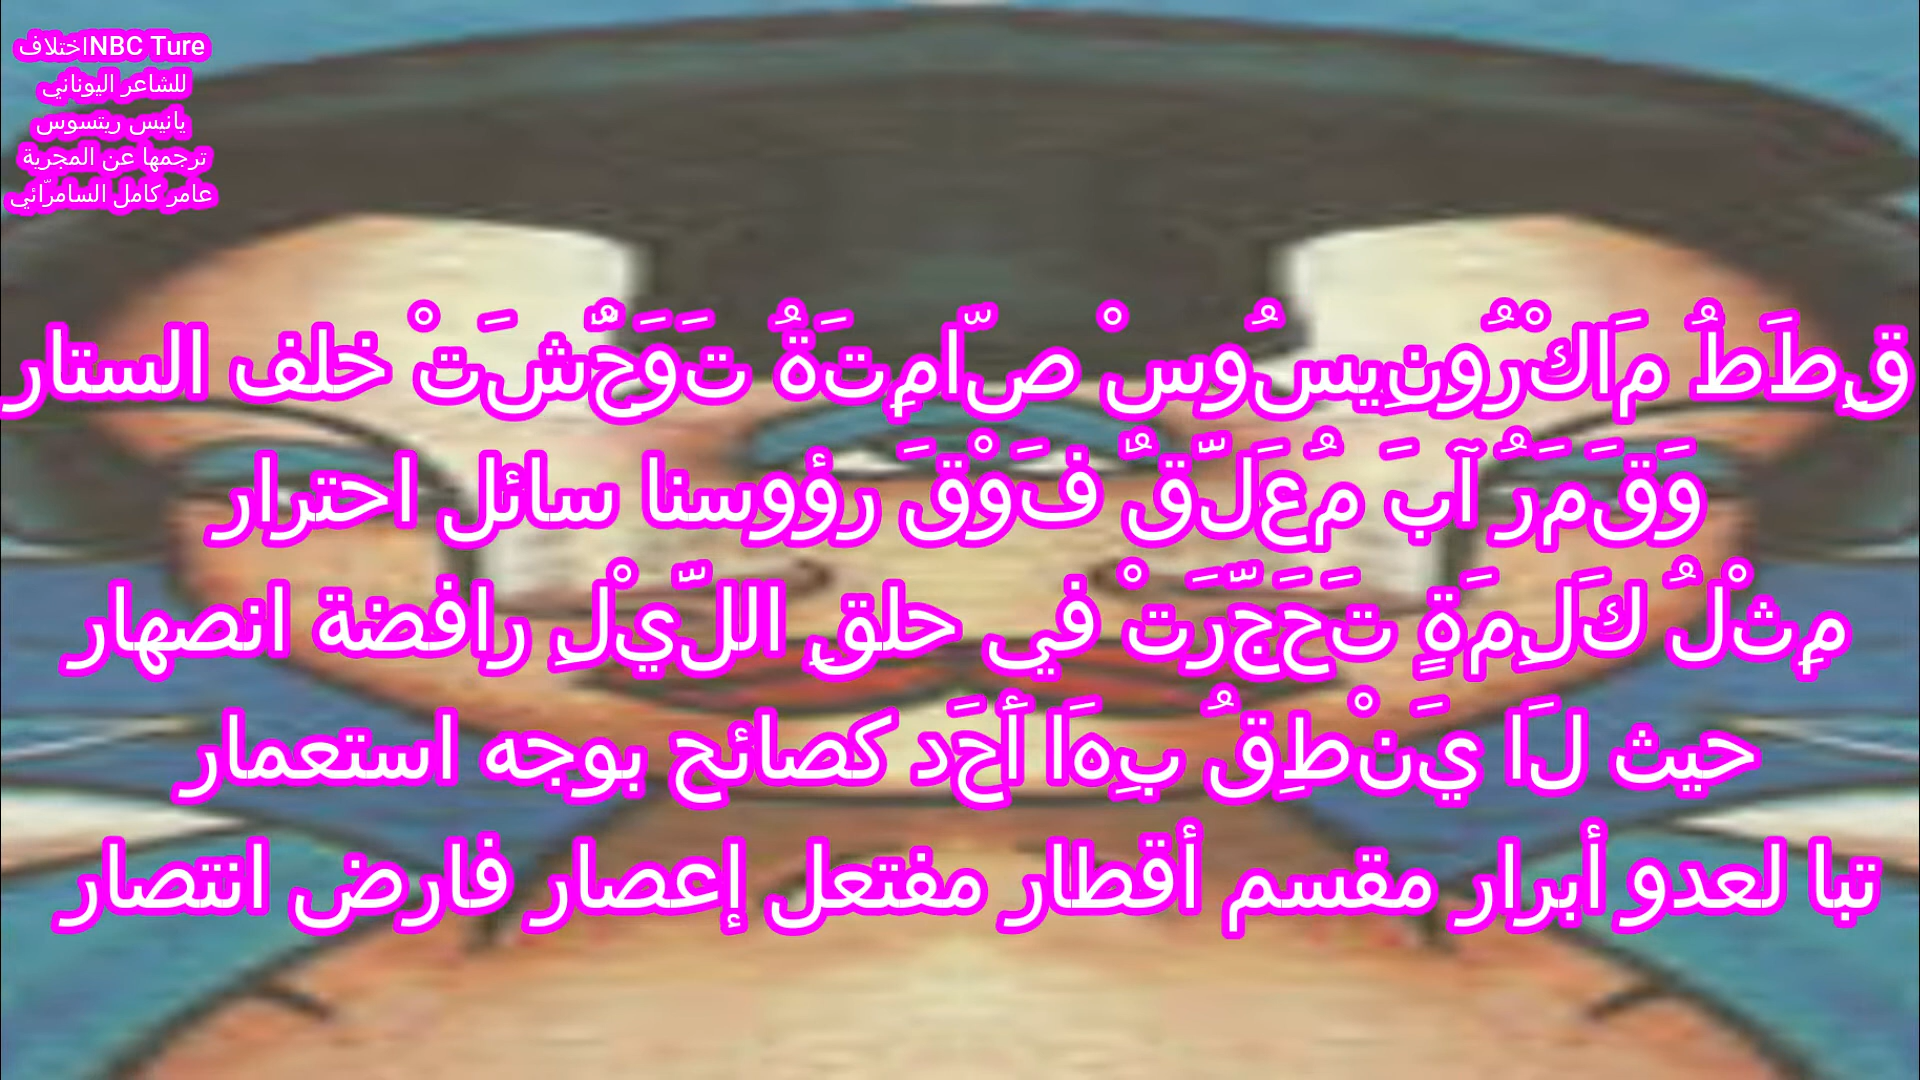 اختلافNBC Ture
للشاعر اليوناني
يانيس ريتسوس
ترجمها عن المجرية
عامر كامل السامرّائي
قِطَطُ مَاكْرُونِيسُوسْ صّامِتَةُ تَوَحُّشَتْ خلف الستار
وَقَمَرُ آبَ مُعَلّقُ فَوْقَ رؤوسنا سائل احترار
مِثْلُ كَلِمَةٍ تَحَجّرَتْ في حلقِ اللّيْلِ رافضة انصهار
حيث لَا يَنْطِقُ بِهَا أَحَد كصائح بوجه استعمار
تبا لعدو أبرار مقسم أقطار مفتعل إعصار فارض انتصار